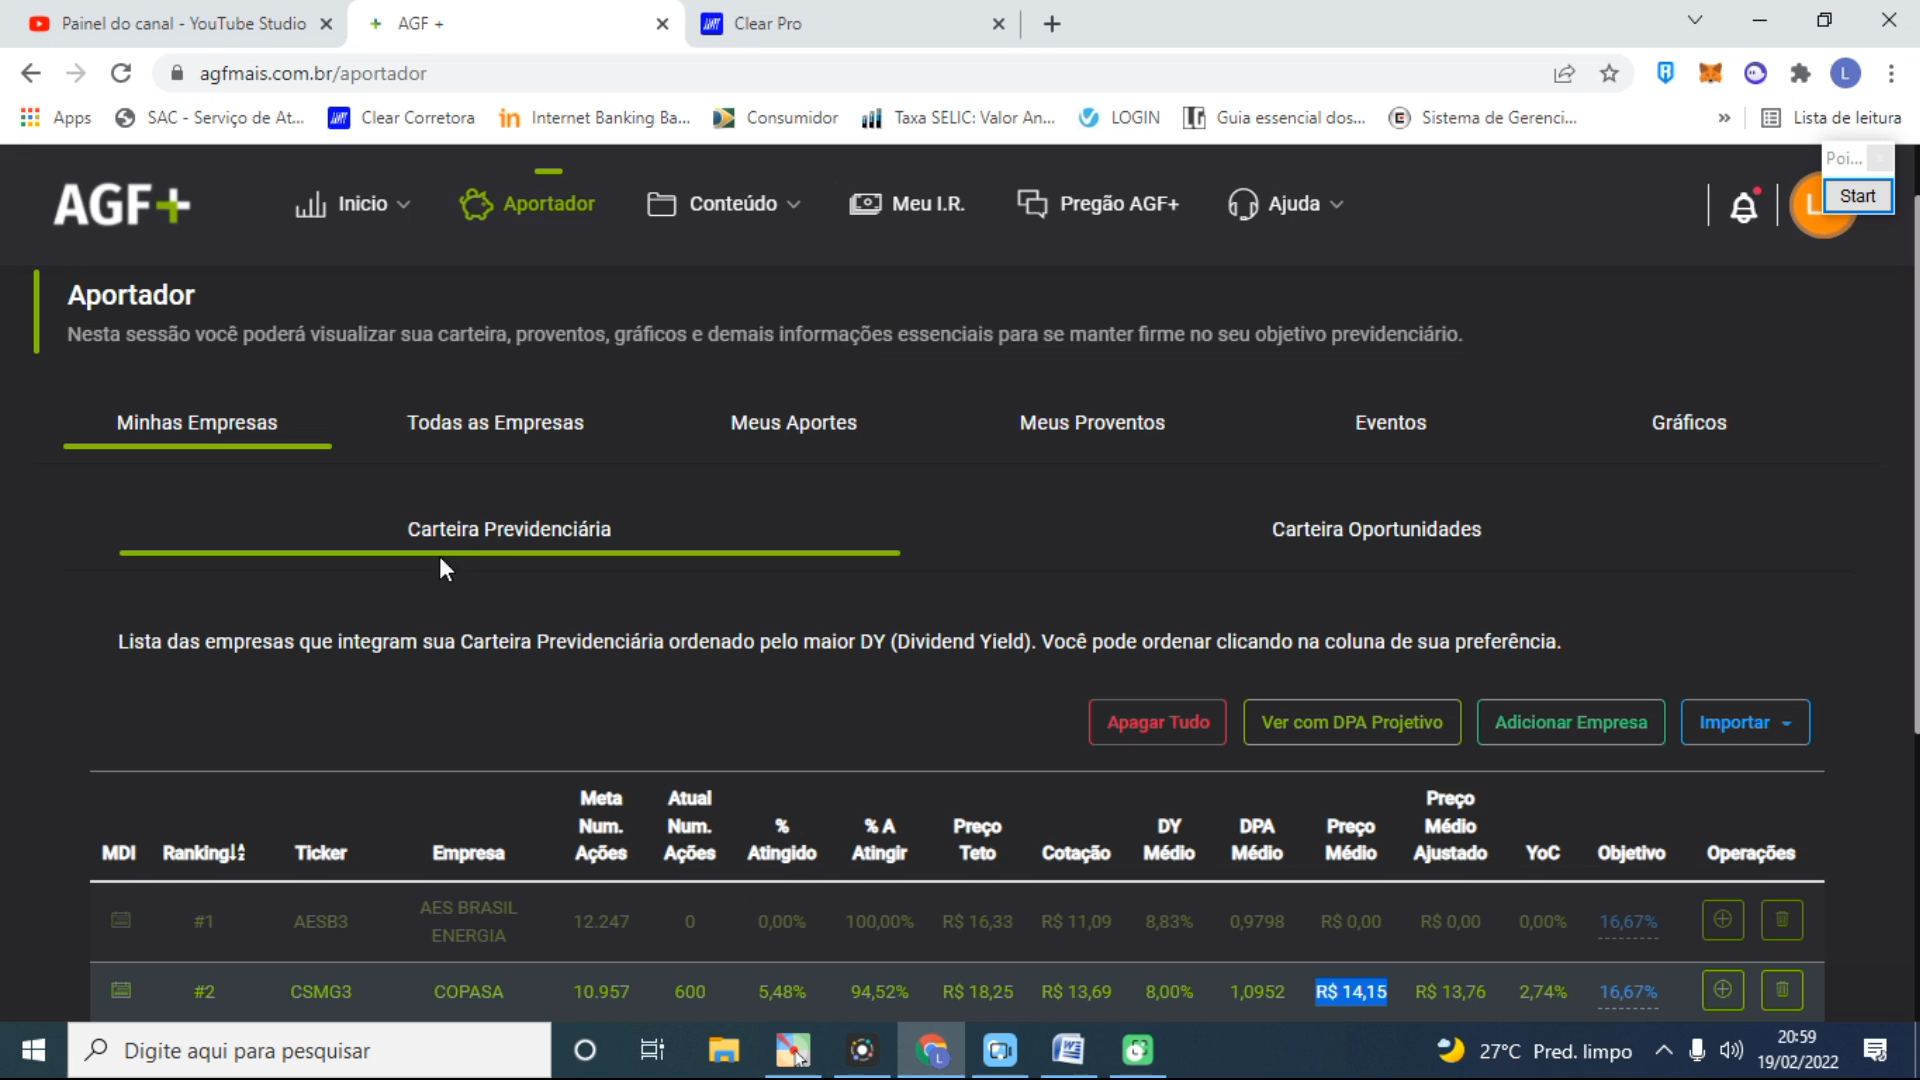 Painel do canal - YouTube Studio
AGF +
Clear Pro
agfmais.com.br/aportador
L
Apps
SAC - Serviço de At...
Clear Corretora
in Internet Banking Ba...
Consumidor
Taxa SELIC: Valor An...
LOGIN
Guia essencial dos...
Sistema de Gerenci...
»
Lista de leitura
Poi...
Start
AGF+
Inicio
Aportador
Conteúdo
Meu I.R.
Pregão AGF+
Ajuda
L
Aportador
Nesta sessão você poderá visualizar sua carteira, proventos, gráficos e demais informações essenciais para se manter firme no seu objetivo previdenciário.
Minhas Empresas
Todas as Empresas
Meus Aportes
Meus Proventos
Eventos
Gráficos
Carteira Previdenciária
Carteira Oportunidades
Lista das empresas que integram sua Carteira Previdenciária ordenado pelo maior DY (Dividend Yield). Você pode ordenar clicando na coluna de sua preferência.
Apagar Tudo
Ver com DPA Projetivo
Adicionar Empresa
Importar
MDI
Ranking
Ticker
Empresa
Meta
Num.
Ações
Atual
Num.
Ações
%
Atingido
% A
Atingir
Preço
Teto
Cotação
DY
Médio
DPA
Médio
Preço
Médio
Preço
Médio
Ajustado
YoC
Objetivo
Operações
#1
AESB3
AES BRASIL
ENERGIA
12.247
0
0,00%
100,00%
R$ 16,33
R$ 11,09
8,83%
0,9798
R$ 0,00
R$ 0,00
0,00%
16,67%
#2
CSMG3
COPASA
10.957
600
5,48%
94,52%
R$ 18,25
R$ 13,69
8,00%
1,0952
R$ 14,15
R$ 13,76
2,74%
16,67%
Digite aqui para pesquisar
27°C Pred. limpo
20:59
19/02/2022